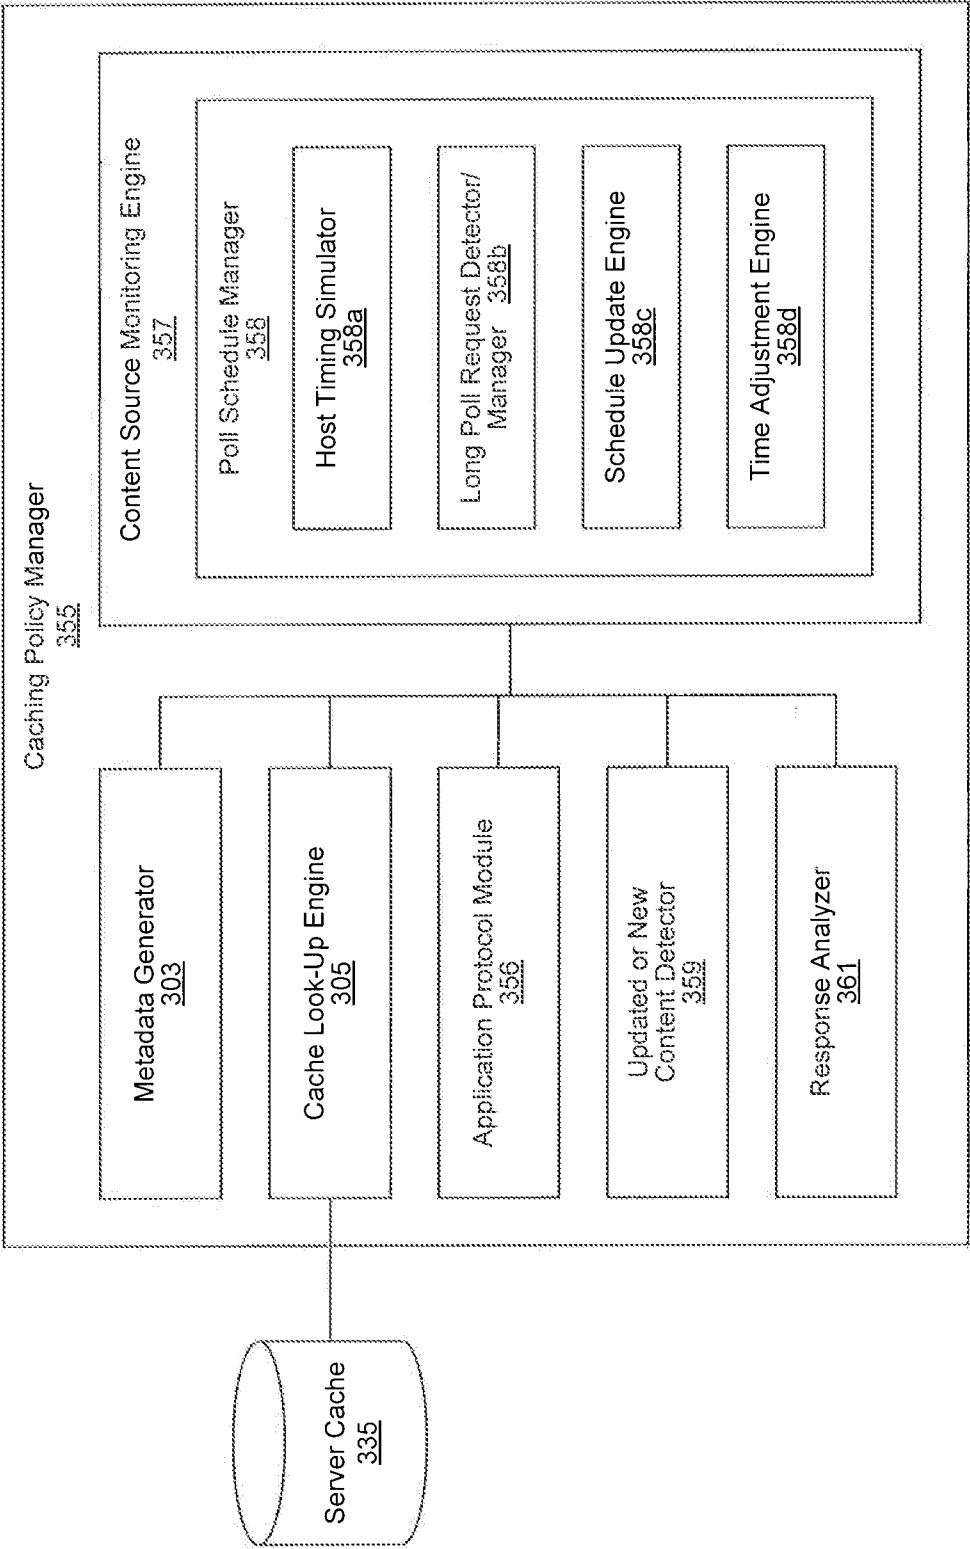 Caching Policy Manager
355
Server Cache
335
Metadata Generator
303
Cache Look-Up Engine
305
Application Protocol Module
356
Updated or New
Content Detector
359
Response Analyzer
361
Content Source Monitoring Engine
357
Poll Schedule Manager
358
Host Timing Simulator
358a
Long Poll Request Detector/
Manager 358b
Schedule Update Engine
358c
Time Adjustment Engine
358d